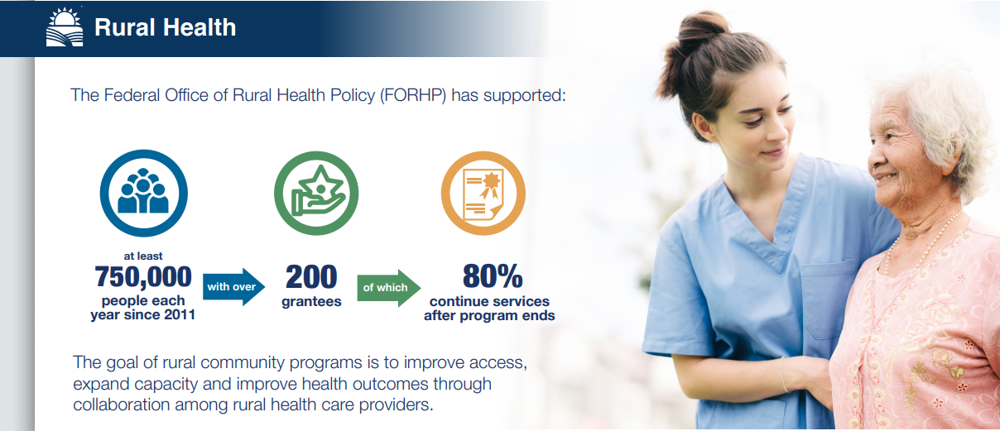 Rural Health
The Federal Office of Rural Health Policy (FORHP) has supported:
at least
750,000
people each
year since 2011
with over
200
grantees
of which
80%
continue services
after program ends
The goal of rural community programs is to improve access,
expand capacity and improve health outcomes through
collaboration among rural health care providers.